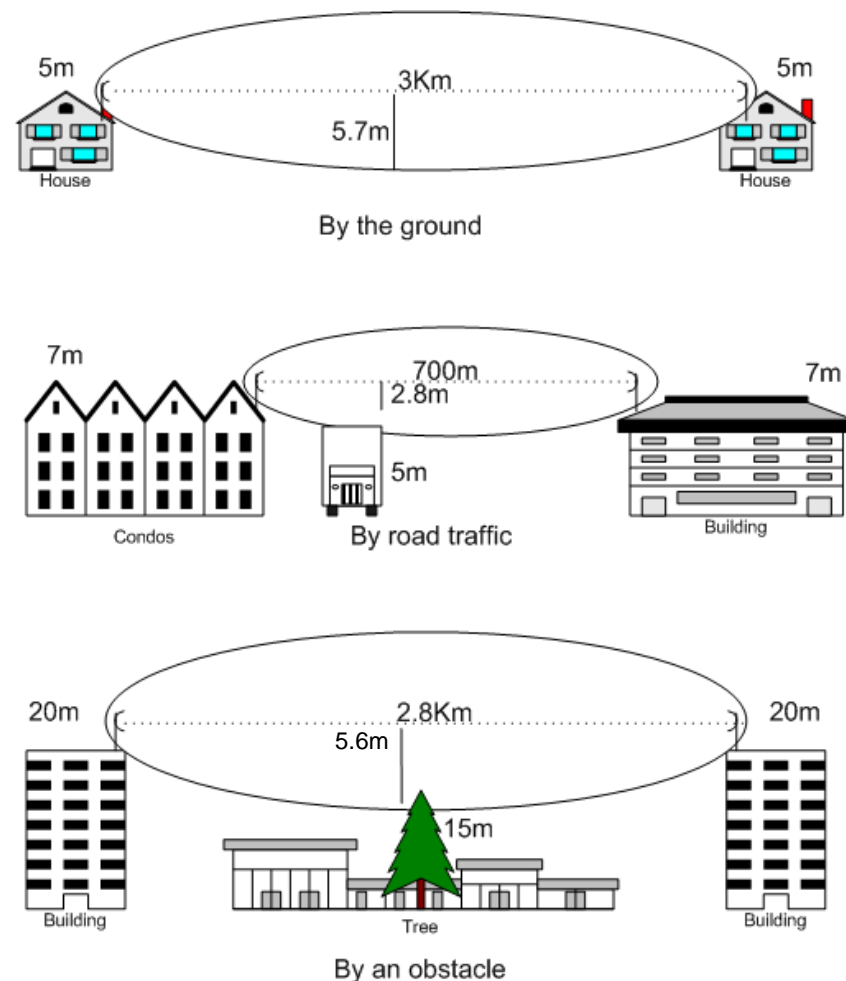 5m
5m
3Km
5.7m
House
House
By the ground
7m
700m
7m
2.8m
5m
Condos
By road traffic
Building
20m
2.8Km
20m
5.6m
15m
Building
Tree
Building
By an obstacle